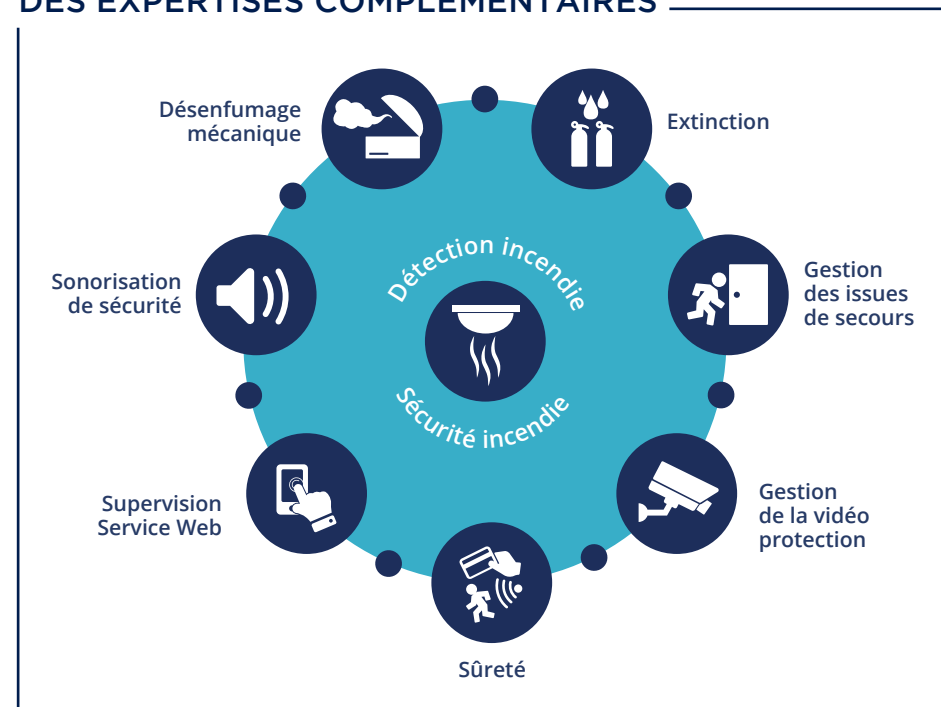 DES EXPERTISES COMPLÉMENTAIRES
Désenfumage
mécanique
Extinction
Sonorisation
de sécurité
Détection incendie
Sécurité incendie
Gestion
des issues
de secours
Supervision
Service Web
Gestion
de la vidéo
protection
Sûreté